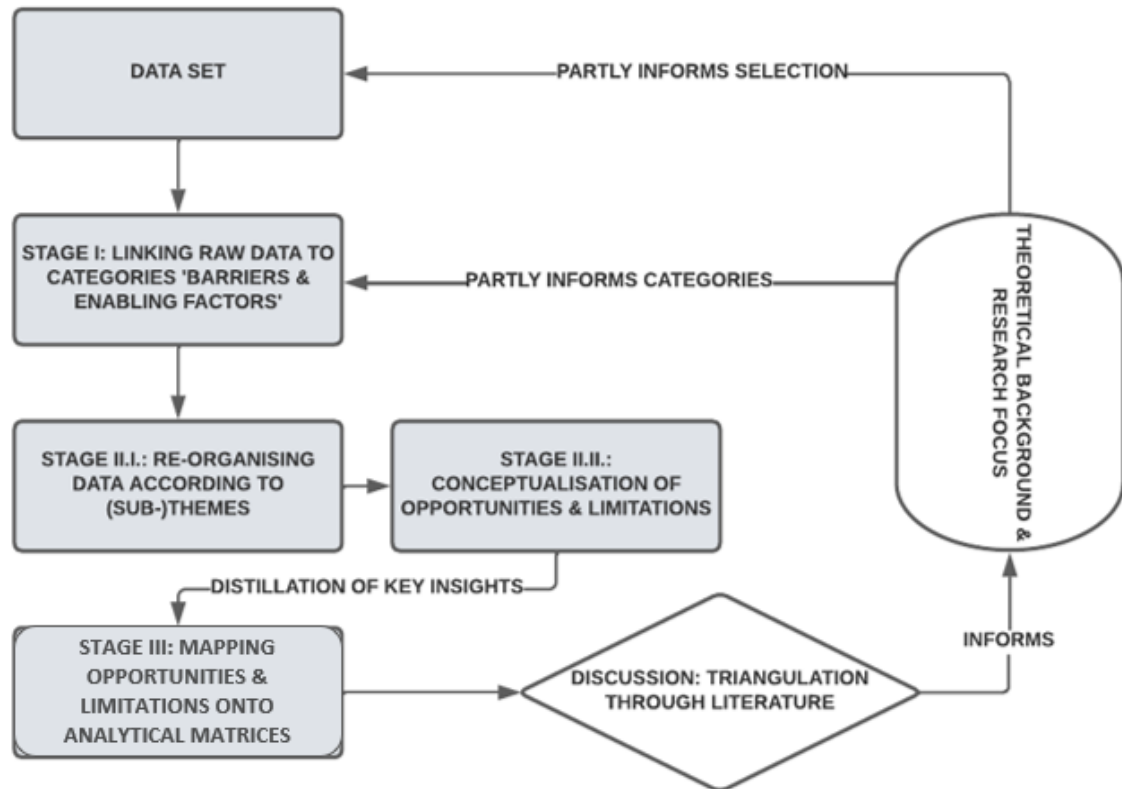 DATA SET
PARTLY INFORMS SELECTION
STAGE I: LINKING RAW DATA TO
CATEGORIES 'BARRIERS &
ENABLING FACTORS'
PARTLY INFORMS CATEGORIES
THEORETICAL BACKGROUND &
RESEARCH FOCUS
STAGE II.I.: RE-ORGANISING
DATA ACCORDING TO
(SUB-)THEMES
STAGE II.II.:
CONCEPTUALISATION OF
OPPORTUNITIES & LIMITATIONS
DISTILLATION OF KEY INSIGHTS
STAGE III: MAPPING
OPPORTUNITIES &
LIMITATIONS ONTO
ANALYTICAL MATRICES
DISCUSSION: TRIANGULATION
THROUGH LITERATURE
INFORMS